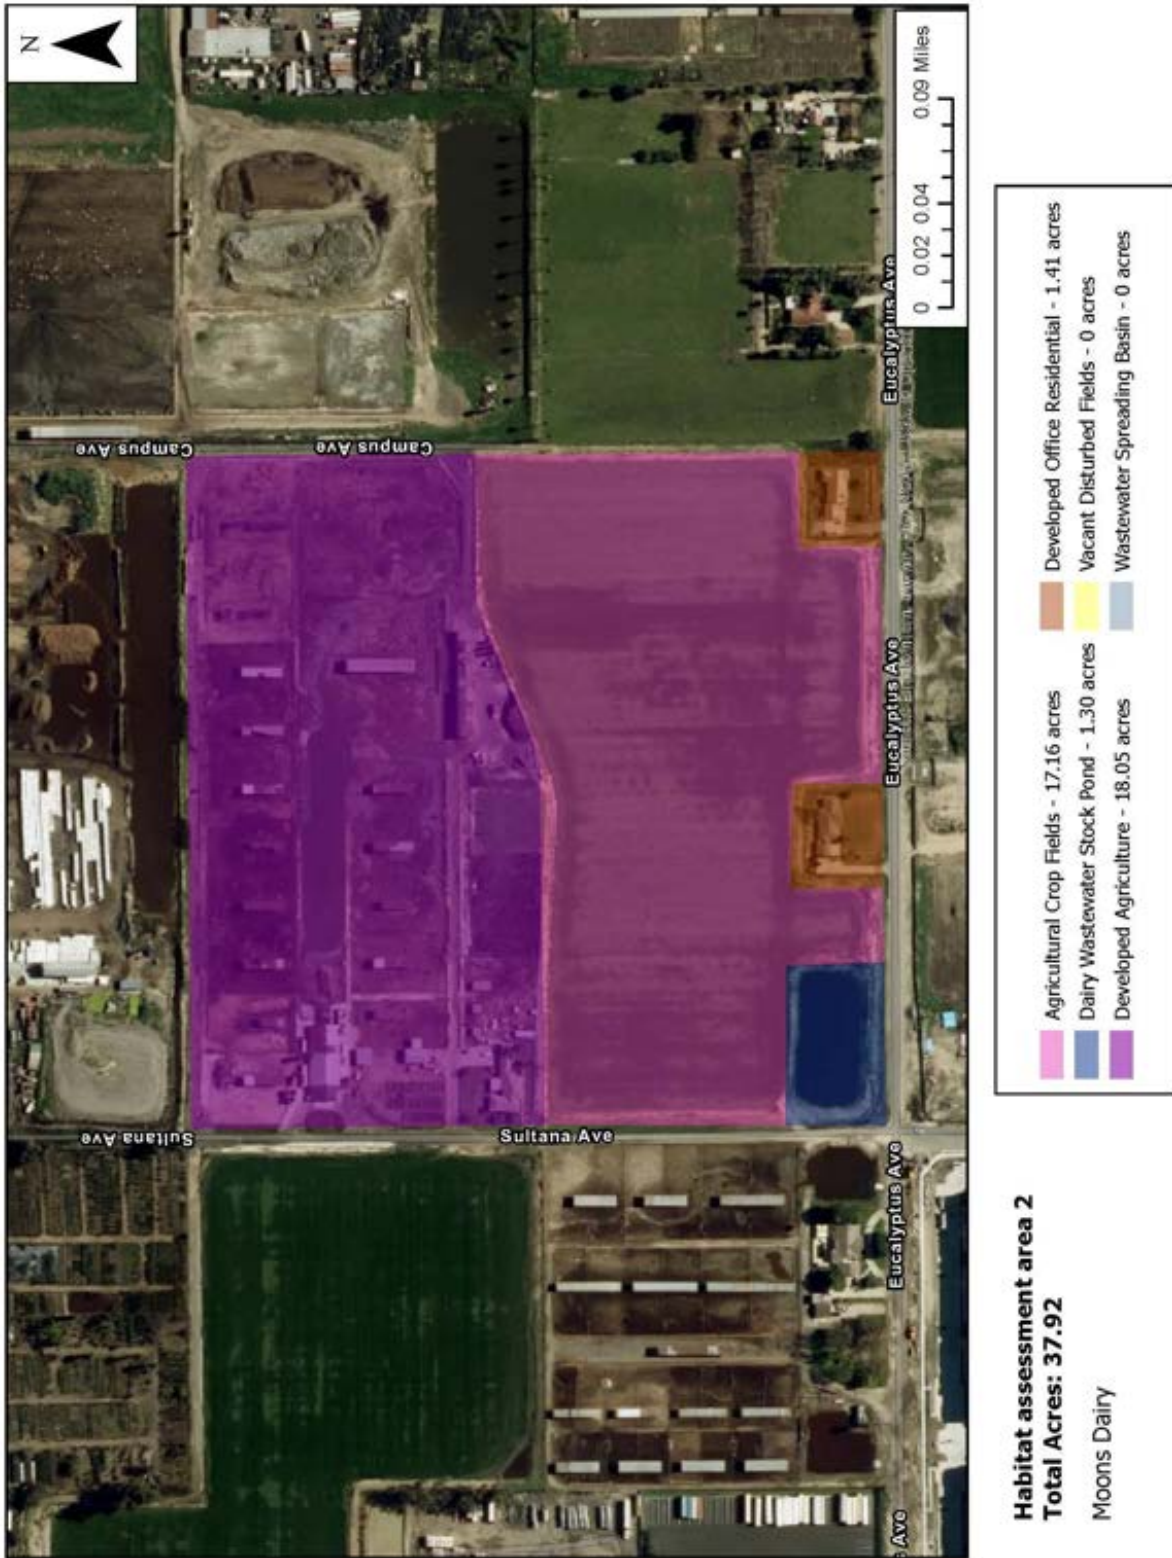 N
Campus Ave
Campus Ave
Sultana Ave
Sultana Ave
Eucalyptus Ave
Eucalyptus Ave
Eucalyptus Ave
Ave
0 0.02 0.04 0.09 Miles
Habitat assessment area 2
Total Acres: 37.92
Moons Dairy
Agricultural Crop Fields - 17.16 acres
Dairy Wastewater Stock Pond - 1.30 acres
Developed Agriculture - 18.05 acres
Developed Office Residential - 1.41 acres
Vacant Disturbed Fields - 0 acres
Wastewater Spreading Basin - 0 acres